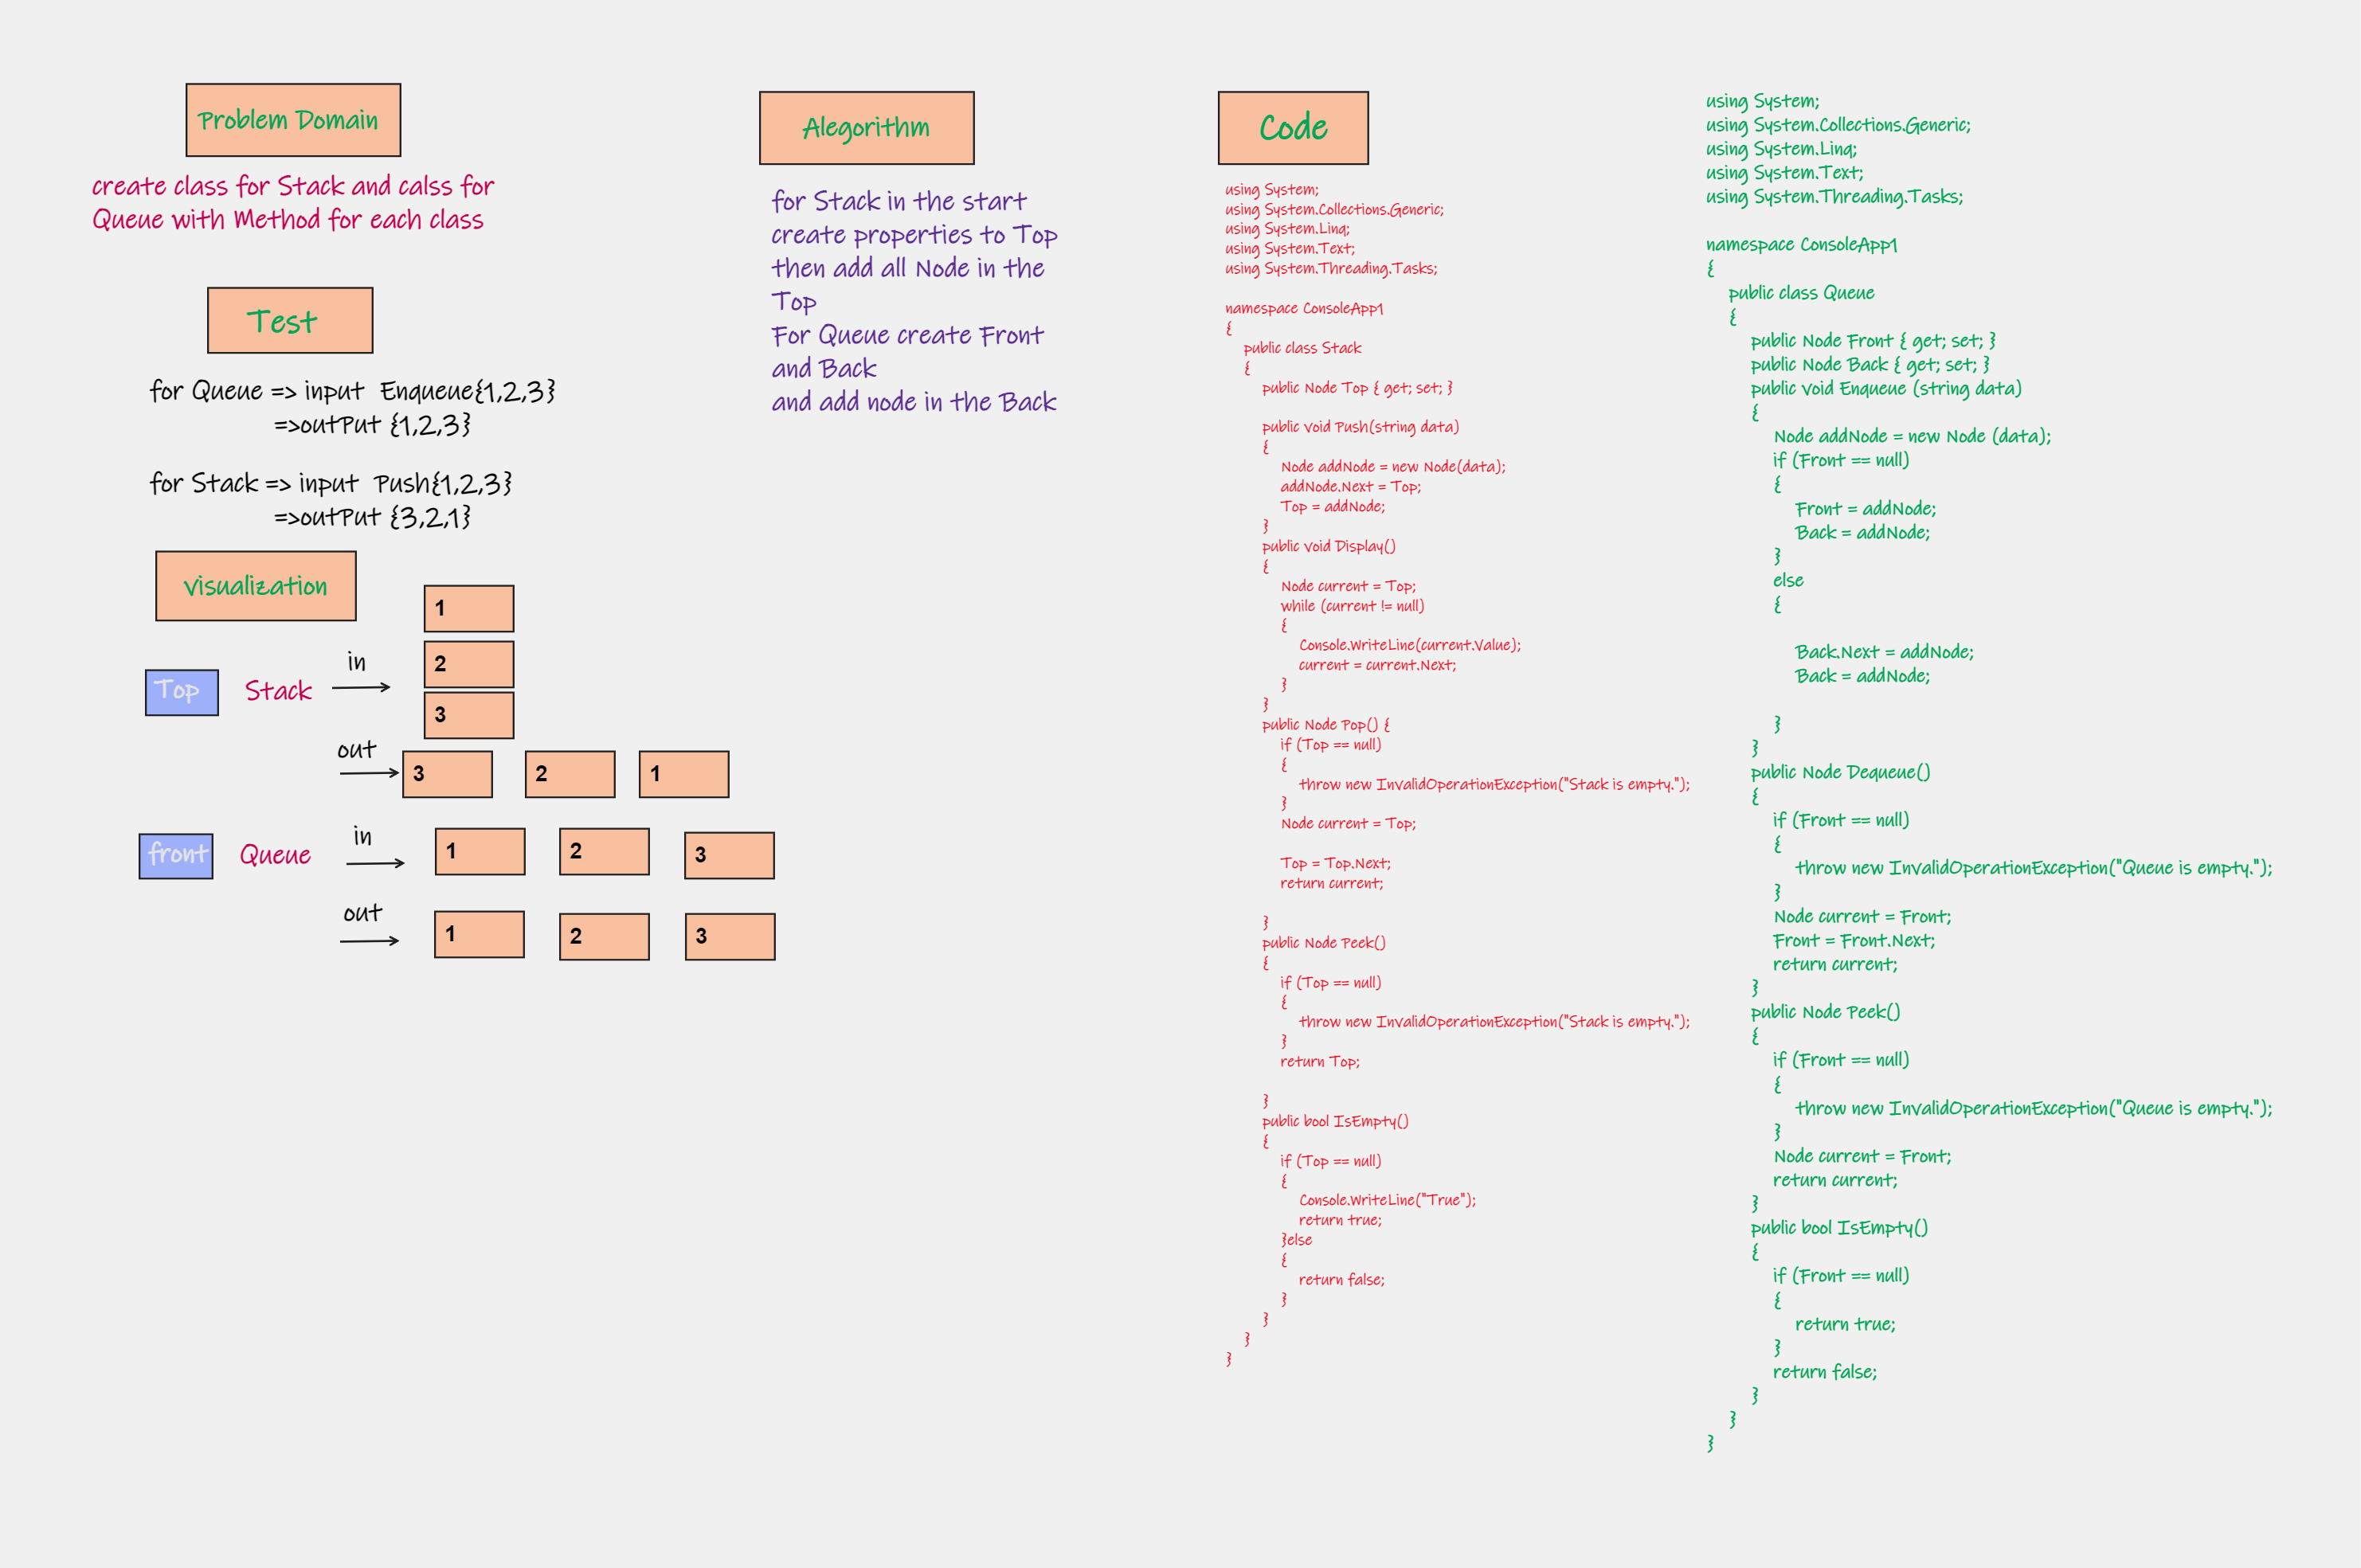 Problem Domain
create class for Stack and calss for
Queue with Method for each class
Test
for Queue => input Enqueue{1,2,3}
=>outPut {1,2,3}
for Stack => input Push{1,2,3}
=>outPut {3,2,1}
visualization
1
2
3
in
Top
Stack
out
3
2
1
in
front
Queue
1
2
3
out
1
2
3
Alegorithm
for Stack in the start
create properties to Top
then add all Node in the
Top
For Queue create Front
and Back
and add node in the Back
Code
using System;
using System.Collections.Generic;
using System.Linq;
using System.Text;
using System.Threading.Tasks;
namespace ConsoleApp1
{
public class Stack
{
public Node Top { get; set; }
public void Push(string data)
{
Node addNode = new Node(data);
addNode.Next = Top;
Top = addNode;
}
public void Display()
{
Node current = Top;
while (current != null)
{
Console.WriteLine(current.Value);
current = current.Next;
}
}
public Node Pop() {
if (Top == null)
{
throw new InvalidOperationException("Stack is empty.");
}
Node current = Top;
Top = Top.Next;
return current;
}
public Node Peek()
{
if (Top == null)
{
throw new InvalidOperationException("Stack is empty.");
}
return Top;
}
public bool IsEmpty()
{
if (Top == null)
{
Console.WriteLine("True");
return true;
}else
{
return false;
}
}
}
}
using System;
using System.Collections.Generic;
using System.Linq;
using System.Text;
using System.Threading.Tasks;
namespace ConsoleApp1
{
public class Queue
{
public Node Front { get; set; }
public Node Back { get; set; }
public void Enqueue (string data)
{
Node addNode = new Node (data);
if (Front == null)
{
Front = addNode;
Back = addNode;
}
else
{
Back.Next = addNode;
Back = addNode;
}
}
public Node Dequeue()
{
if (Front == null)
{
throw new InvalidOperationException("Queue is empty.");
}
Node current = Front;
Front = Front.Next;
return current;
}
public Node Peek()
{
if (Front == null)
{
throw new InvalidOperationException("Queue is empty.");
}
Node current = Front;
return current;
}
public bool IsEmpty()
{
if (Front == null)
{
return true;
}
return false;
}
}
}